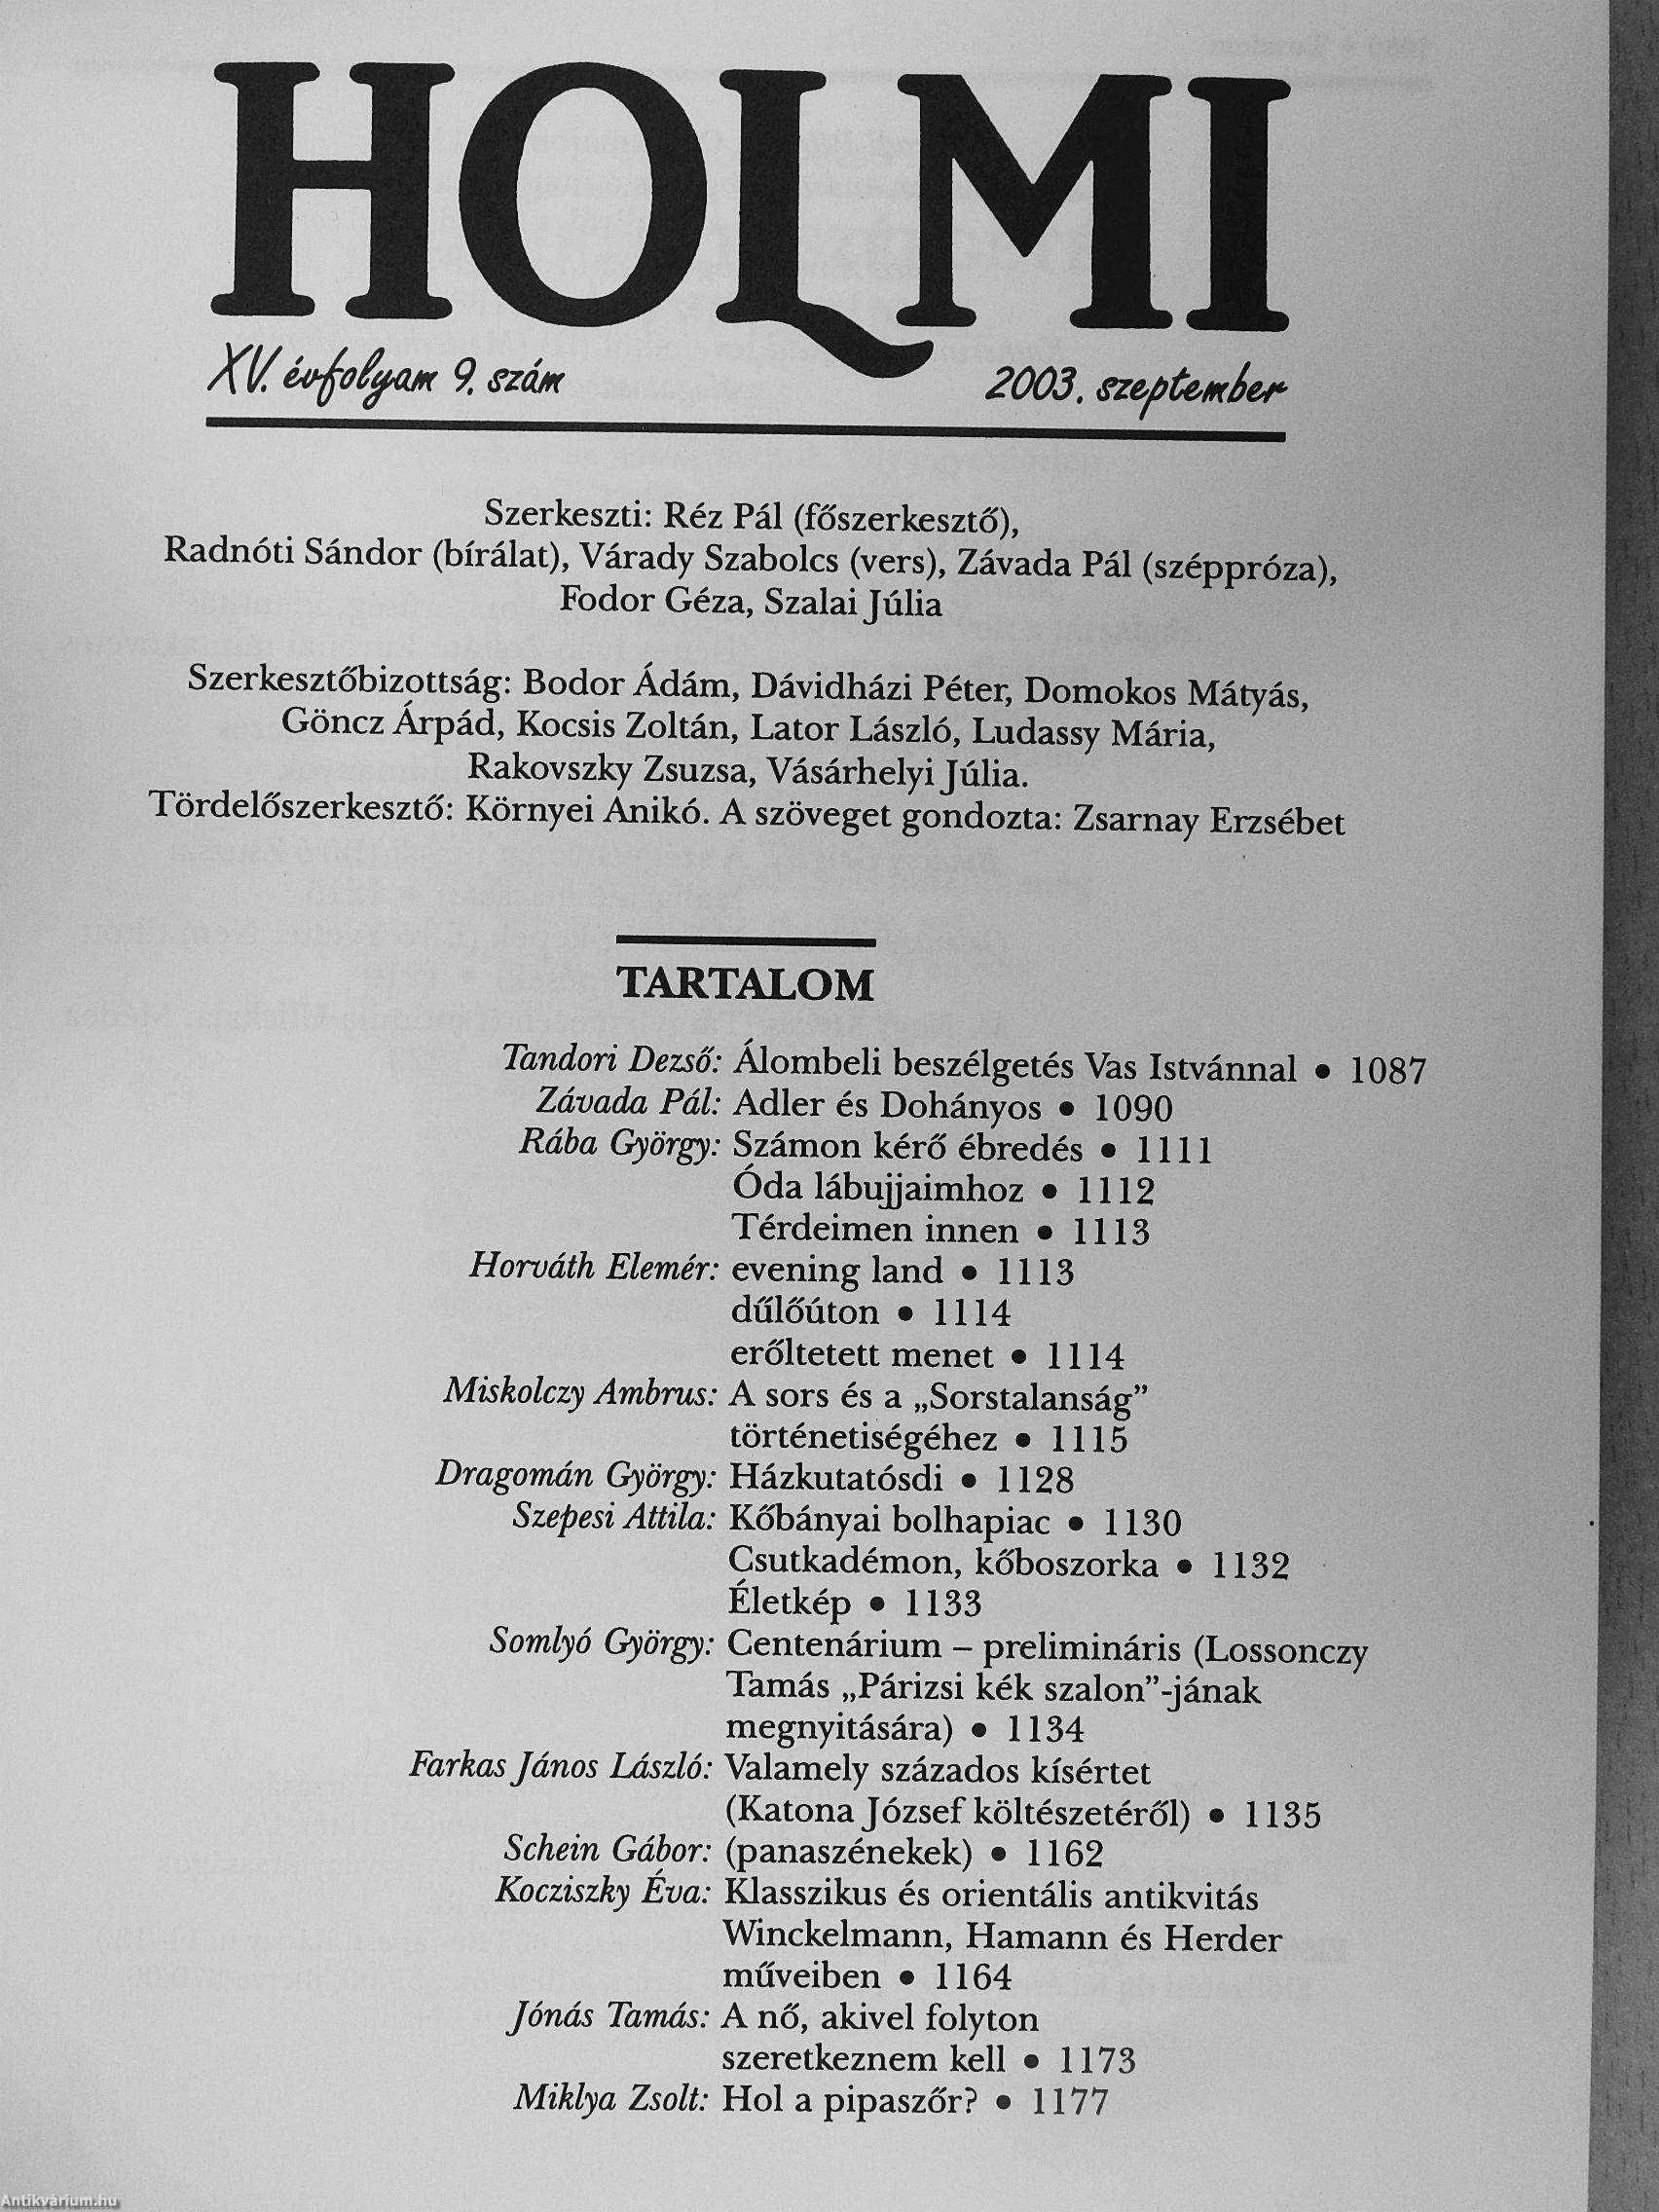 HOLMI
XV. évfolyam 9. szám
2003. szeptember
Szerkeszti: Réz Pál (főszerkesztő),
Radnóti Sándor (bírálat), Várady Szabolcs (vers), Závada Pál (széppróza),
Fodor Géza, Szalai Júlia
Szerkesztőbizottság: Bodor Ádám, Dávidházi Péter, Domokos Mátyás,
Göncz Árpád, Kocsis Zoltán, Lator László, Ludassy Mária,
Rakovszky Zsuzsa, Vásárhelyi Júlia.
Tördelőszerkesztő: Környei Anikó. A szöveget gondozta: Zsarnay Erzsébet
TARTALOM
Tandori Dezső: Álombeli beszélgetés Vas Istvánnal • 1087
Závada Pál: Adler és Dohányos • 1090
Rába György: Számon kérő ébredés • 1111
Óda lábujjaimhoz • 1112
Térdeimen innen • 1113
Horváth Elemér: evening land • 1113
dűlőúton • 1114
erőltetett menet • 1114
Miskolczy Ambrus: A sors és a „Sorstalanság”
történetiségéhez • 1115
Dragomán György: Házkutatósdi • 1128
Szepesi Attila: Kőbányai bolhapiac • 1130
Csutkadémon, kőboszorka • 1132
Életkép • 1133
Somlyó György: Centenárium – prelimináris (Lossonczy
Tamás „Párizsi kék szalon”-jának
megnyitására) • 1134
Farkas János László: Valamely százados kísértet
(Katona József költészetéről) • 1135
Schein Gábor: (panaszénekek) • 1162
Kocziszky Éva: Klasszikus és orientális antikvitás
Winckelmann, Hamann és Herder
műveiben • 1164
Jónás Tamás: A nő, akivel folyton
szeretkeznem kell • 1173
Miklya Zsolt: Hol a pipaszőr? • 1177
Antikvárium.hu